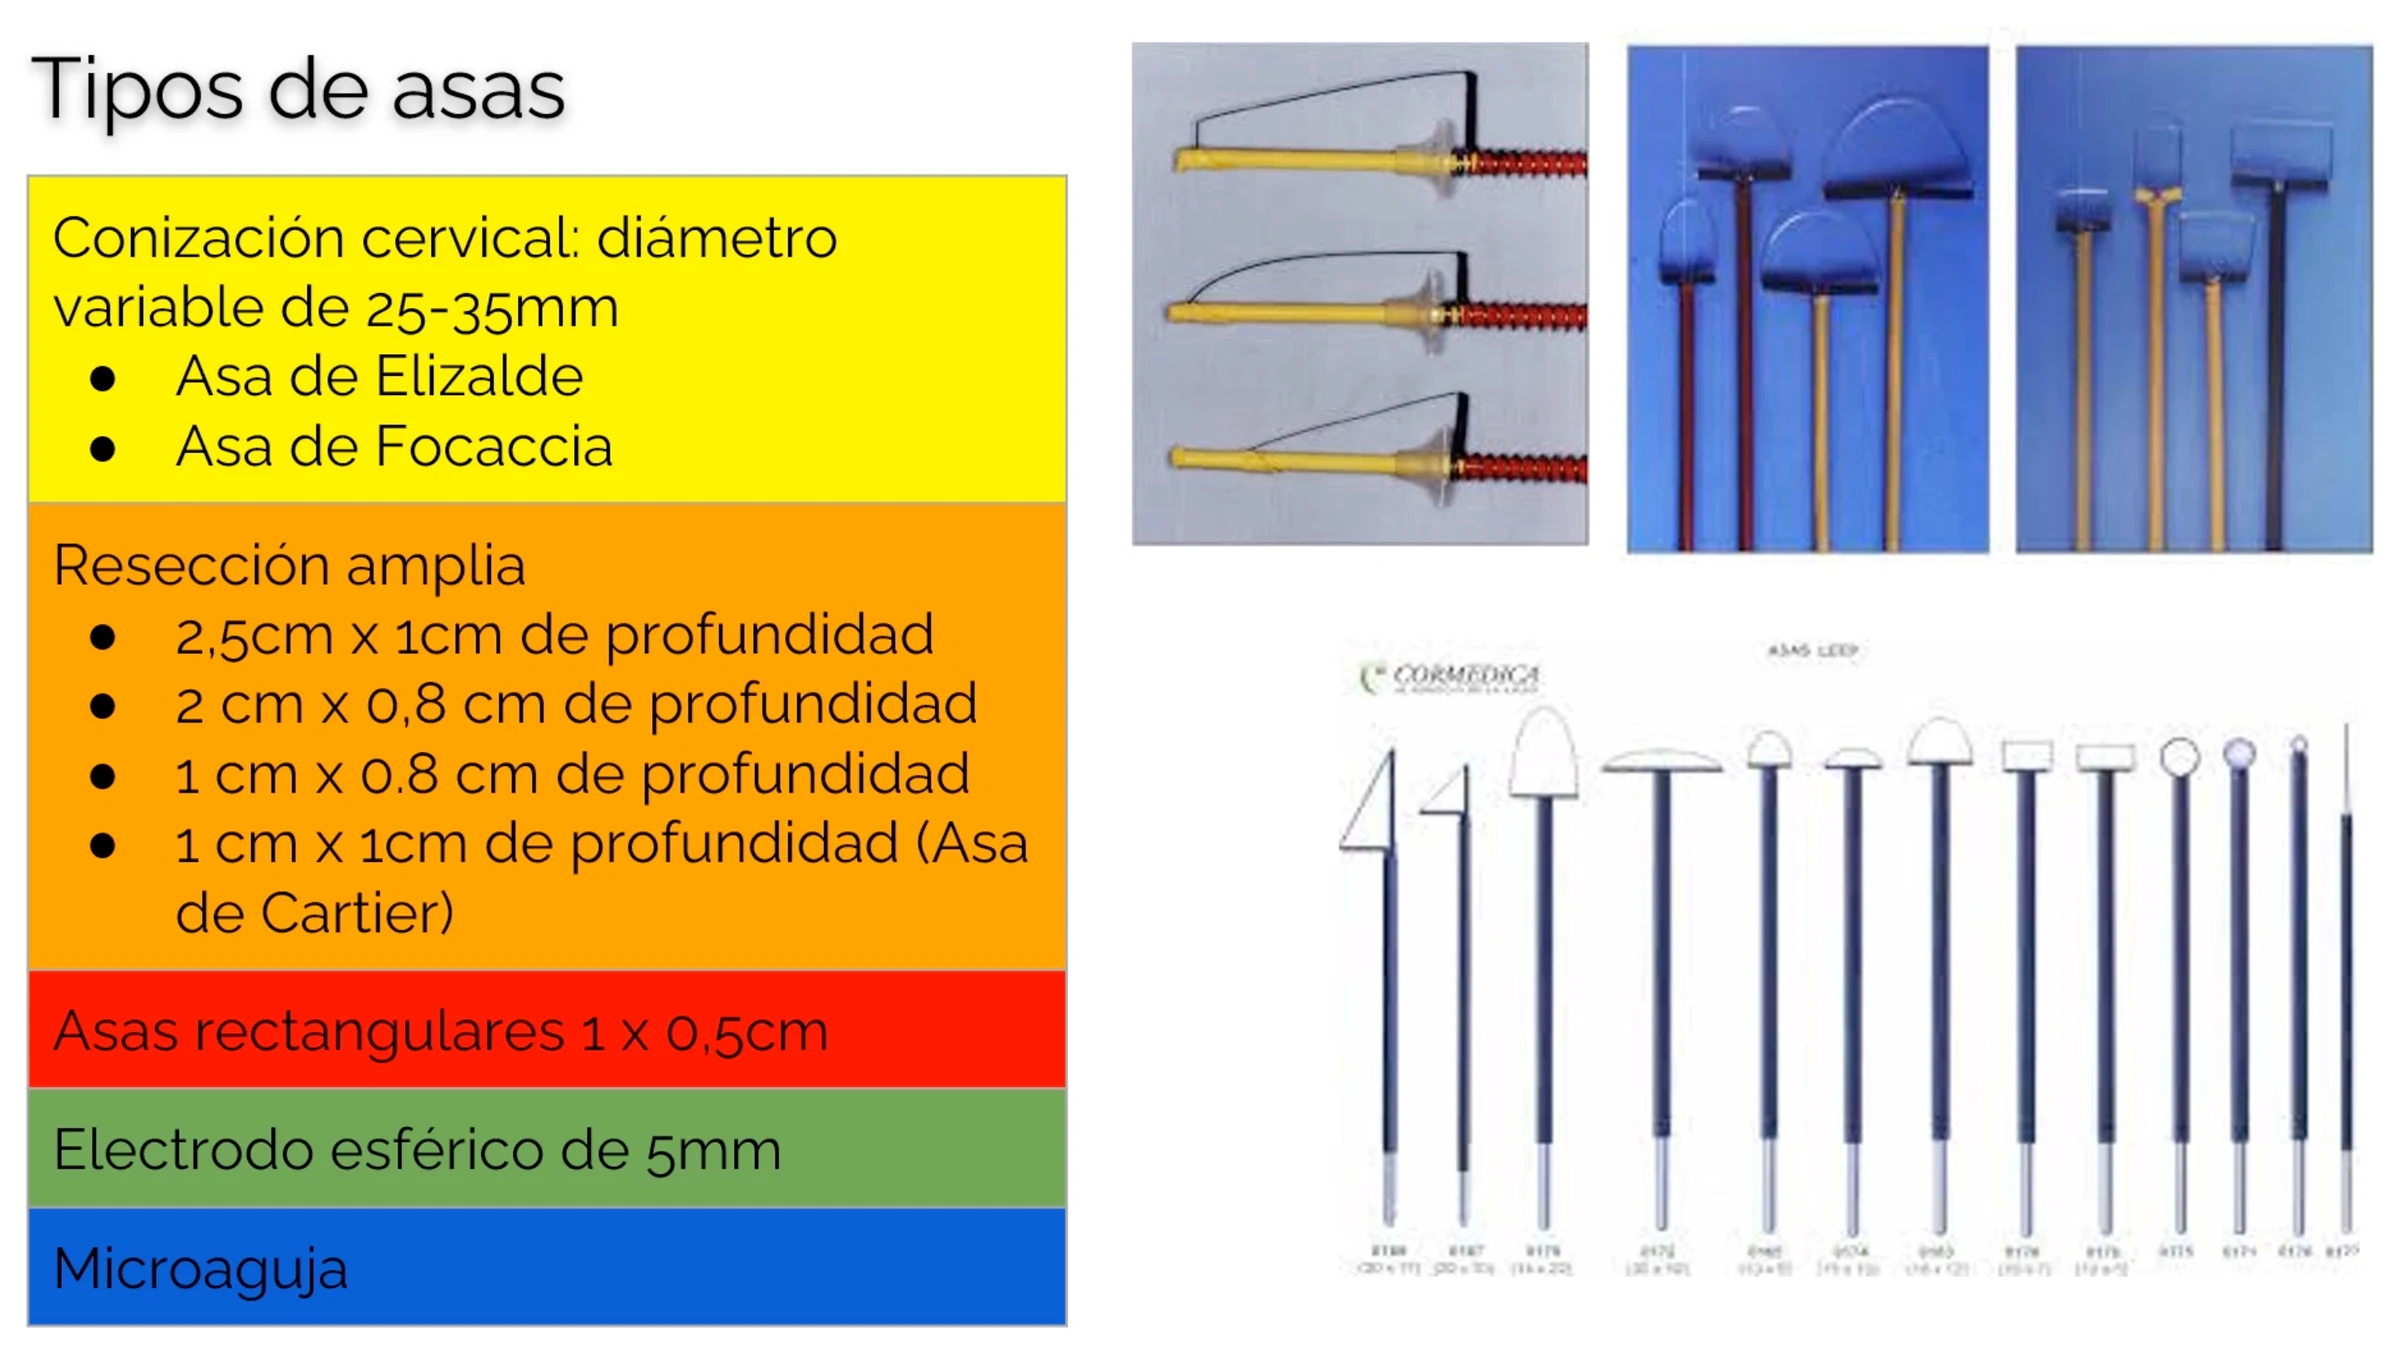 Tipos de asas
Conización cervical: diámetro
variable de 25-35mm
● Asa de Elizalde
● Asa de Focaccia
Resección amplia
● 2,5cm x 1cm de profundidad
● 2 cm x 0,8 cm de profundidad
● 1 cm x 0.8 cm de profundidad
● 1 cm x 1cm de profundidad (Asa
de Cartier)
Asas rectangulares 1 x 0,5cm
Electrodo esférico de 5mm
Microaguja
ASAS LEEP
CORMEDICA